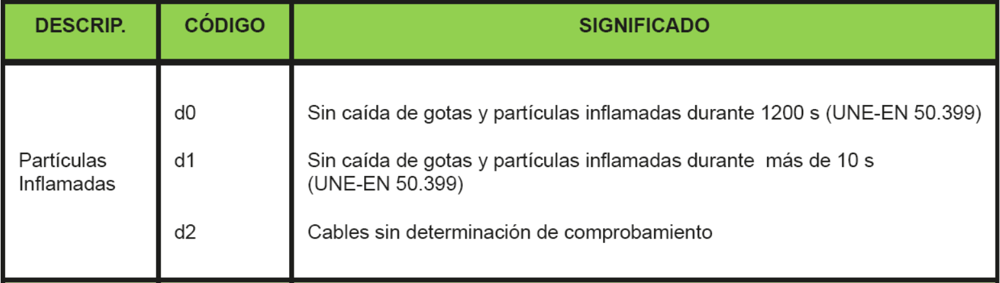 DESCRIP. CÓDIGO SIGNIFICADO
d0 Sin caída de gotas y partículas inflamadas durante 1200 s (UNE-EN 50.399)
Partículas d1 Sin caída de gotas y partículas inflamadas durante más de 10 s
Inflamadas (UNE-EN 50.399)
d2 Cables sin determinación de comprobamiento